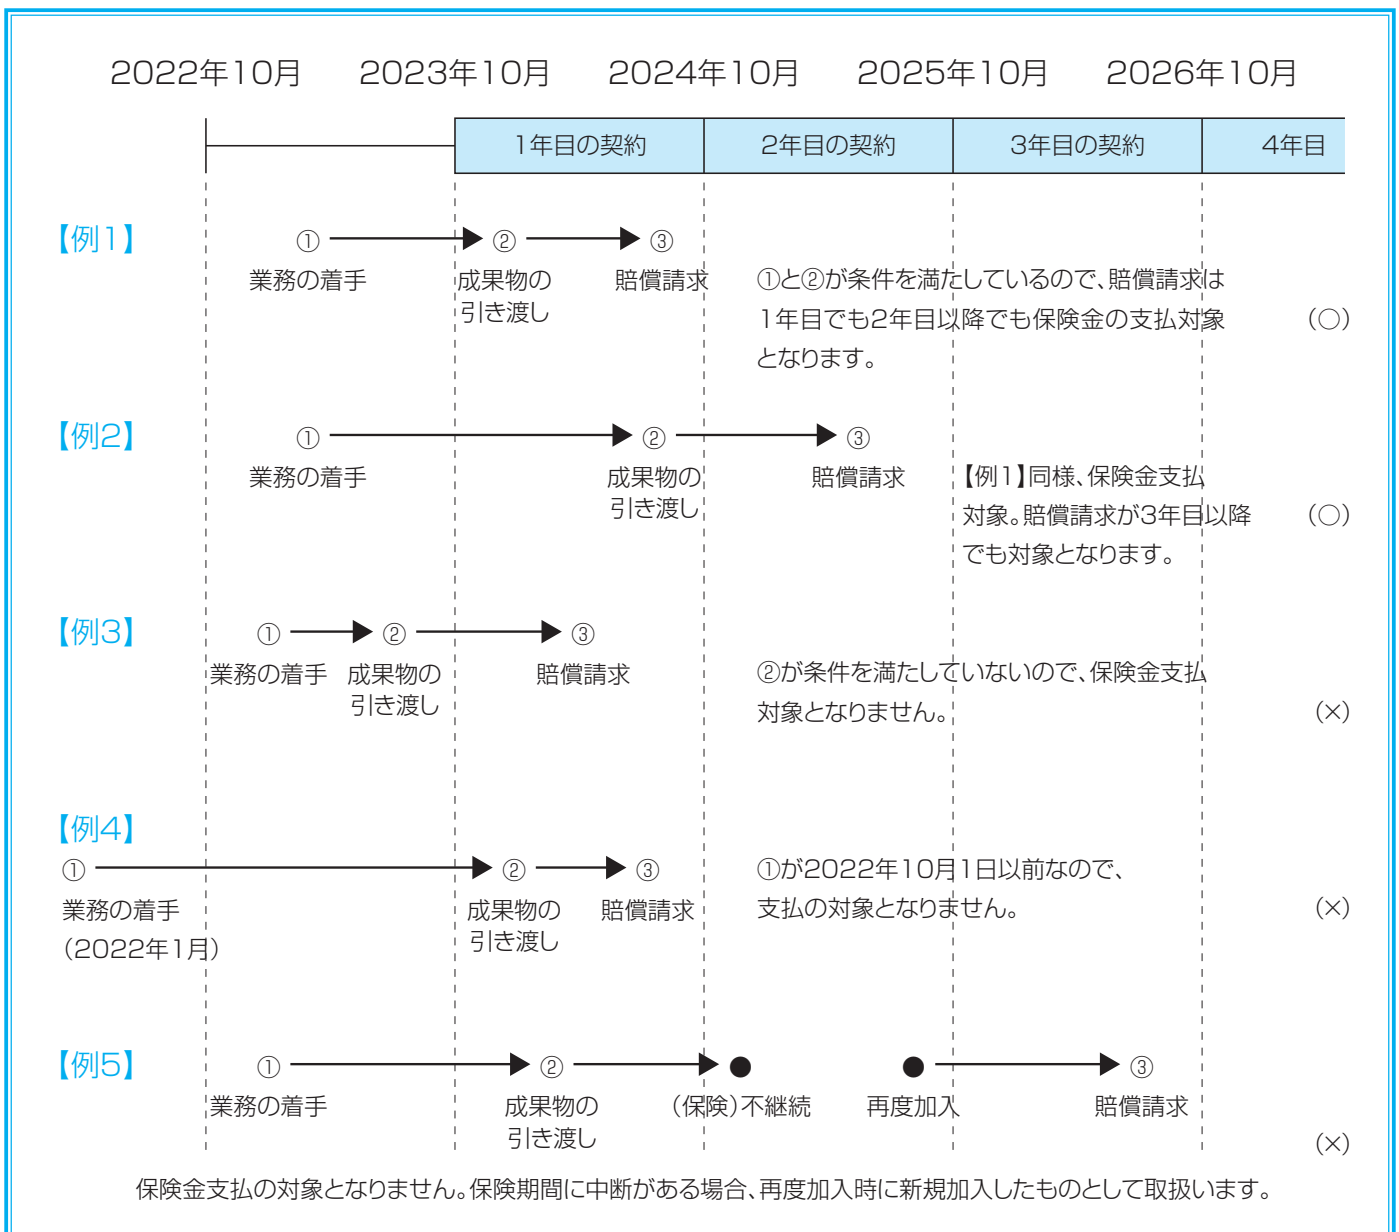 2022年10月 2023年10月 2024年10月 2025年10月 2026年10月
1年目の契約 2年目の契約 3年目の契約 4年目
【例1】
① ② ③
業務の着手 成果物の引き渡し 賠償請求
①と②が条件を満たしているので、賠償請求は
1年目でも2年目以降でも保険金の支払対象
となります。
(○)
【例2】
① ② ③
業務の着手 成果物の引き渡し 賠償請求
【例1】同様、保険金支払
対象。賠償請求が3年目以降
でも対象となります。
(○)
【例3】
① ② ③
業務の着手 成果物の引き渡し 賠償請求
②が条件を満たしていないので、保険金支払
対象となりません。
(×)
【例4】
① ② ③
業務の着手
(2022年1月)
成果物の引き渡し 賠償請求
①が2022年10月1日以前なので、
支払の対象となりません。
(×)
【例5】
① ② ● ● ③
業務の着手 成果物の引き渡し (保険)不継続 再度加入 賠償請求
(×)
保険金支払の対象となりません。保険期間に中断がある場合、再度加入時に新規加入したものとして取扱います。